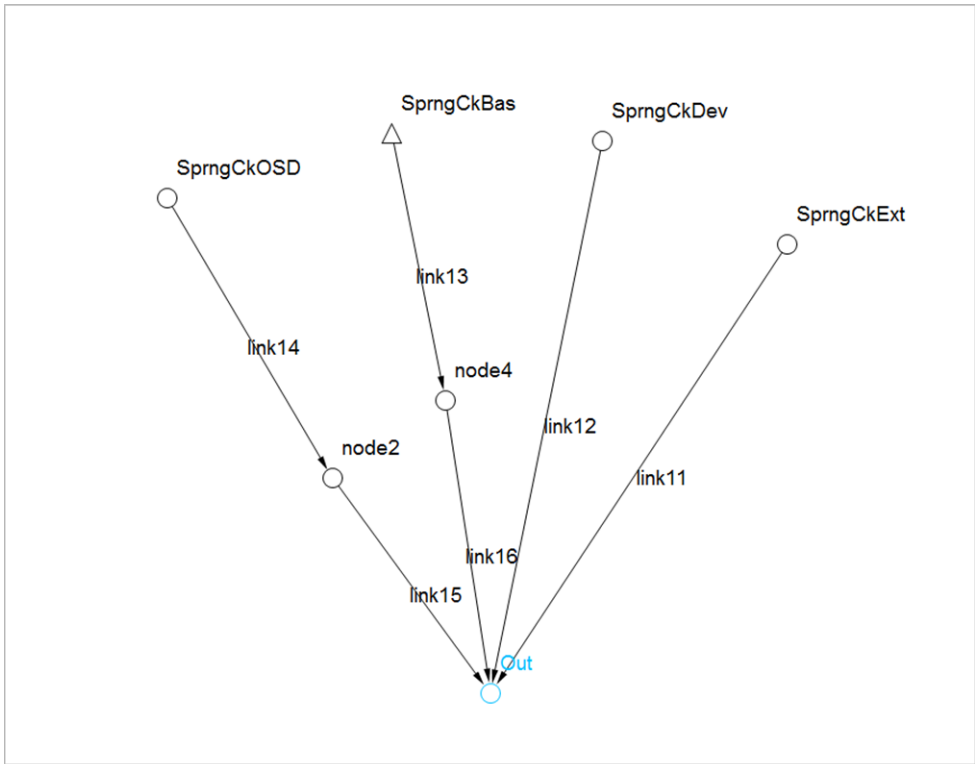 SprngCkBas
SprngCkDev
SprngCkOSD
SprngCkExt
link13
link14
node4
link12
node2
link11
link16
link15
Out